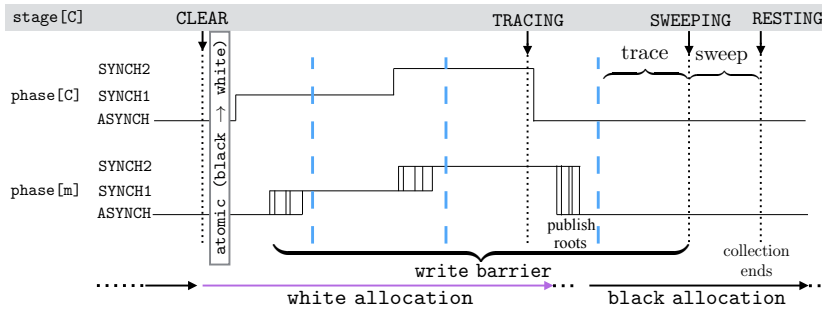 stage[C] CLEAR TRACING SWEEPING RESTING
atomic (black → white)
trace sweep
SYNCH2
phase[C] SYNCH1
ASYNCH
SYNCH2
phase[m] SYNCH1
ASYNCH
publish
roots
write barrier
collection
ends
white allocation black allocation